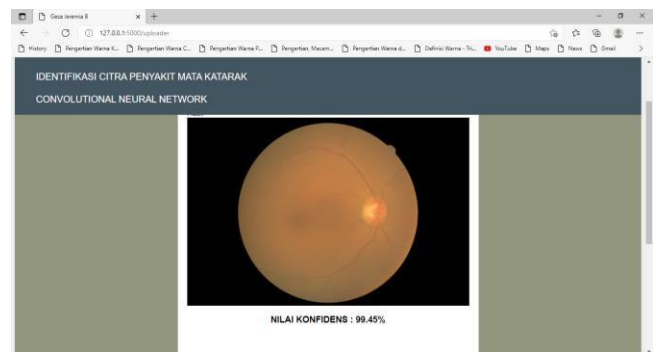 Geza Jeremia B
127.0.0.1:5000/uploader
History
Pengertian Warna K...
Pengertian Warna C...
Pengertian Warna P...
Pengertian, Macam...
Pengertian Warna d...
Definisi Warna - Tri...
YouTube
Maps
News
Gmail
IDENTIFIKASI CITRA PENYAKIT MATA KATARAK
CONVOLUTIONAL NEURAL NETWORK
NILAI KONFIDENS : 99.45%